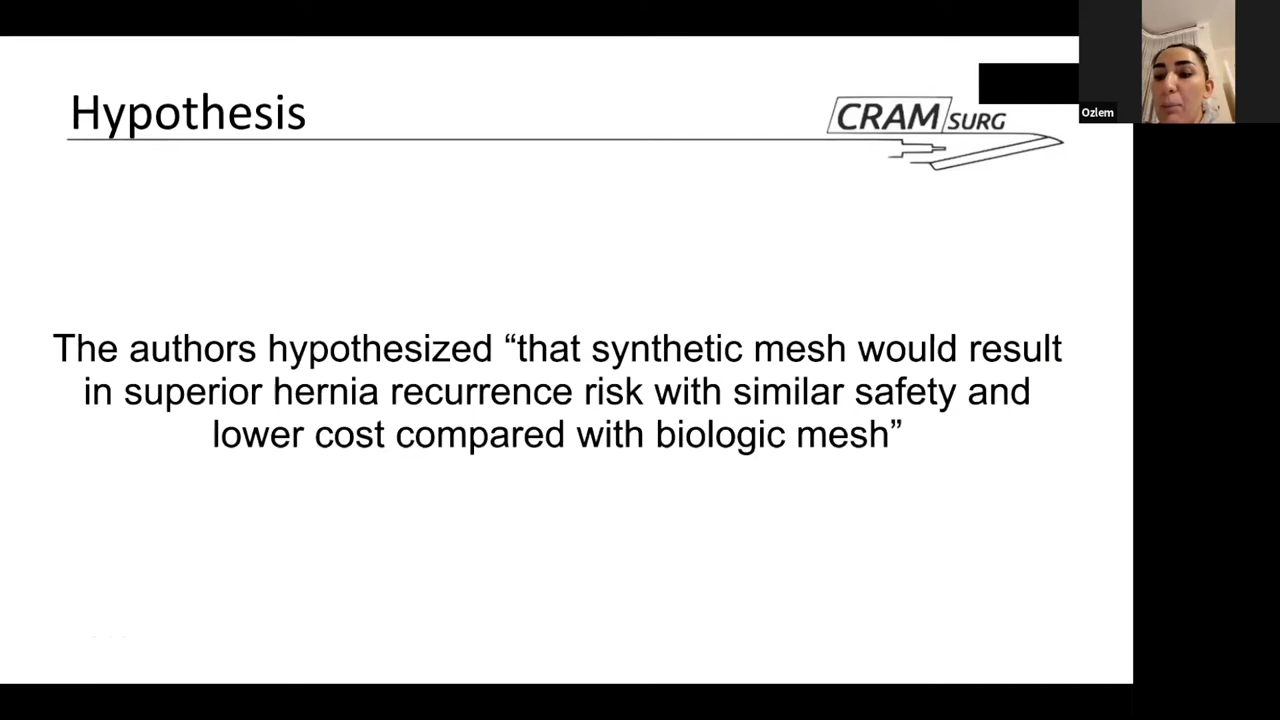 Hypothesis
CRAM SURG
Ozlem
The authors hypothesized “that synthetic mesh would result
in superior hernia recurrence risk with similar safety and
lower cost compared with biologic mesh”